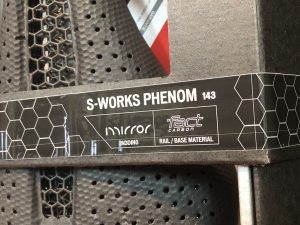 S-WORKS PHENOM 143
mirror fact
CARBON
PADDING RAIL / BASE MATERIAL